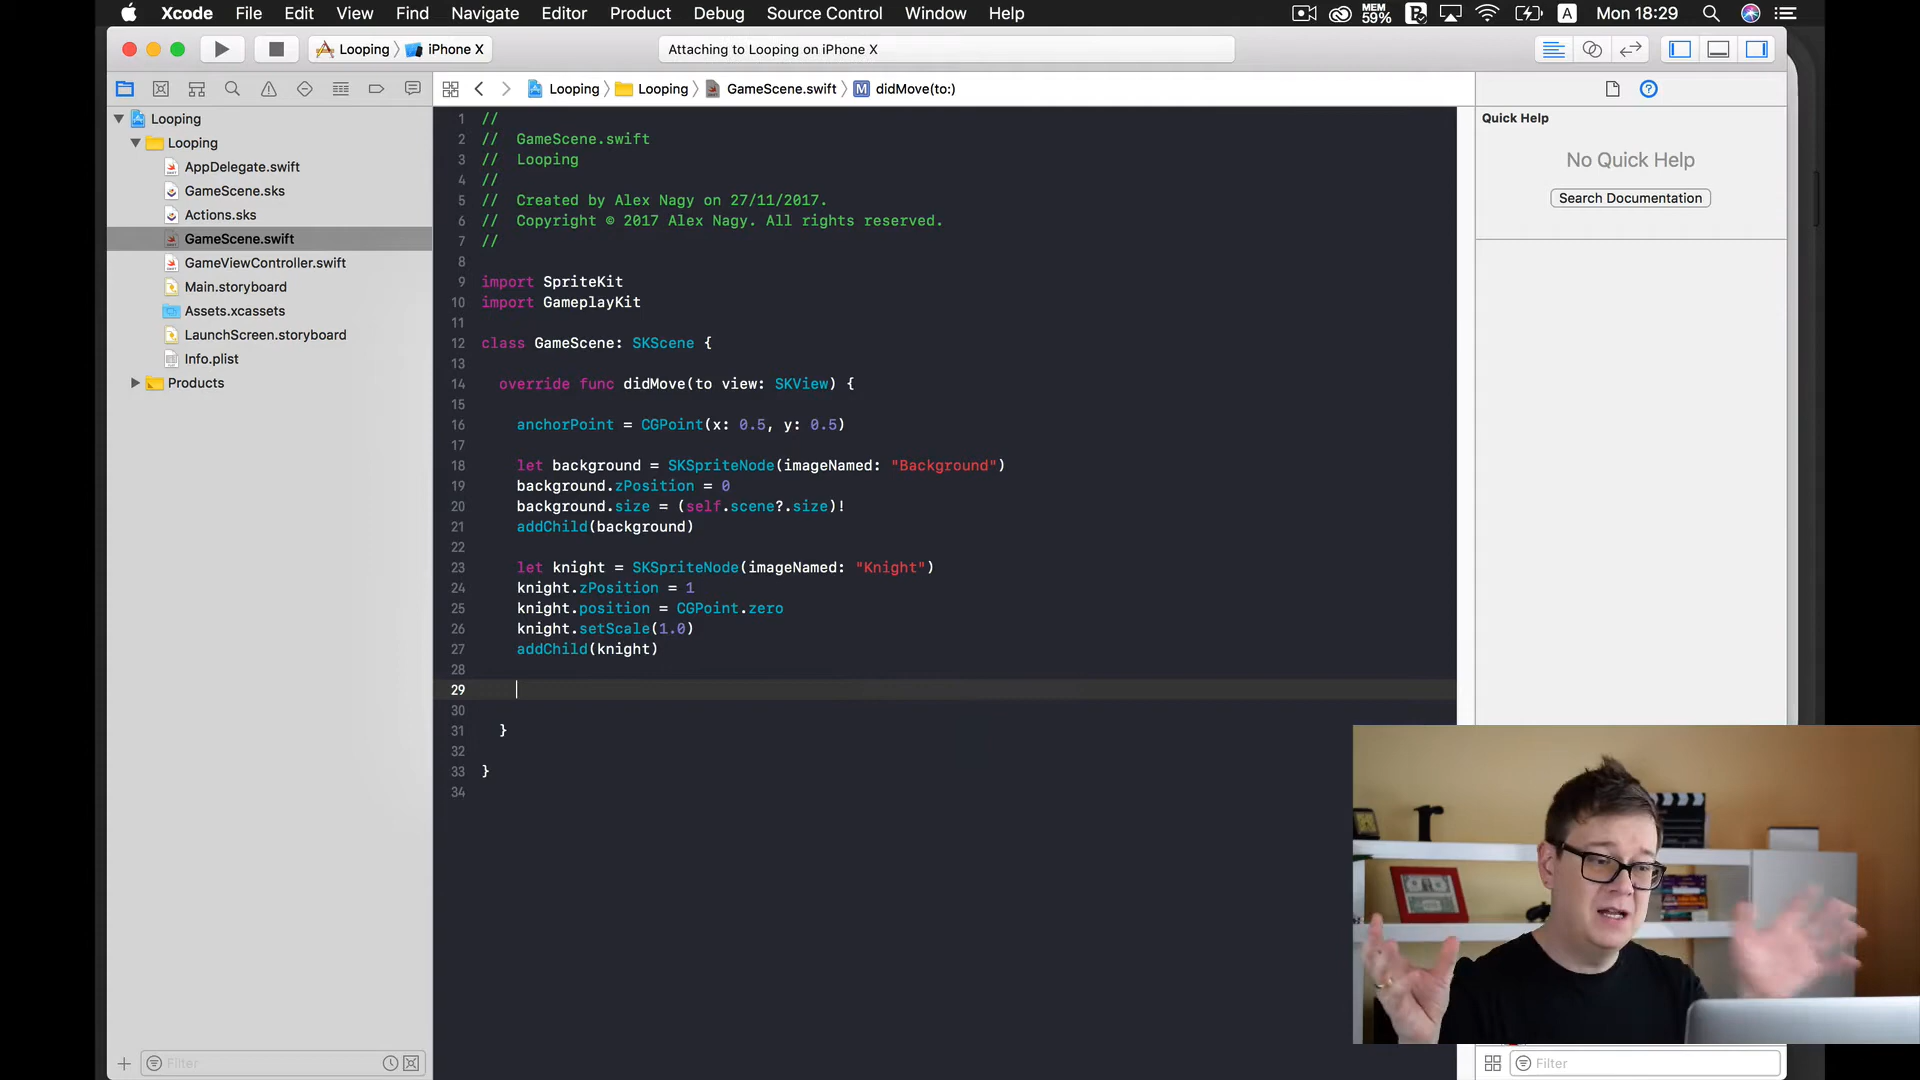 Xcode File Edit View Find Navigate Editor Product Debug Source Control Window Help MEM 59% A Mon 18:29
Looping iPhone X Attaching to Looping on iPhone X
Looping Looping GameScene.swift M didMove(to:)
Looping
Looping
AppDelegate.swift
GameScene.sks
Actions.sks
GameScene.swift
GameViewController.swift
Main.storyboard
Assets.xcassets
LaunchScreen.storyboard
Info.plist
Products
Filter
1 //
2 // GameScene.swift
3 // Looping
4 //
5 // Created by Alex Nagy on 27/11/2017.
6 // Copyright © 2017 Alex Nagy. All rights reserved.
7 //
8
9 import SpriteKit
10 import GameplayKit
11
12 class GameScene: SKScene {
13
14 override func didMove(to view: SKView) {
15
16 anchorPoint = CGPoint(x: 0.5, y: 0.5)
17
18 let background = SKSpriteNode(imageNamed: "Background")
19 background.zPosition = 0
20 background.size = (self.scene?.size)!
21 addChild(background)
22
23 let knight = SKSpriteNode(imageNamed: "Knight")
24 knight.zPosition = 1
25 knight.position = CGPoint.zero
26 knight.setScale(1.0)
27 addChild(knight)
28
29
30
31 }
32
33 }
34
Quick Help
No Quick Help
Search Documentation
Filter